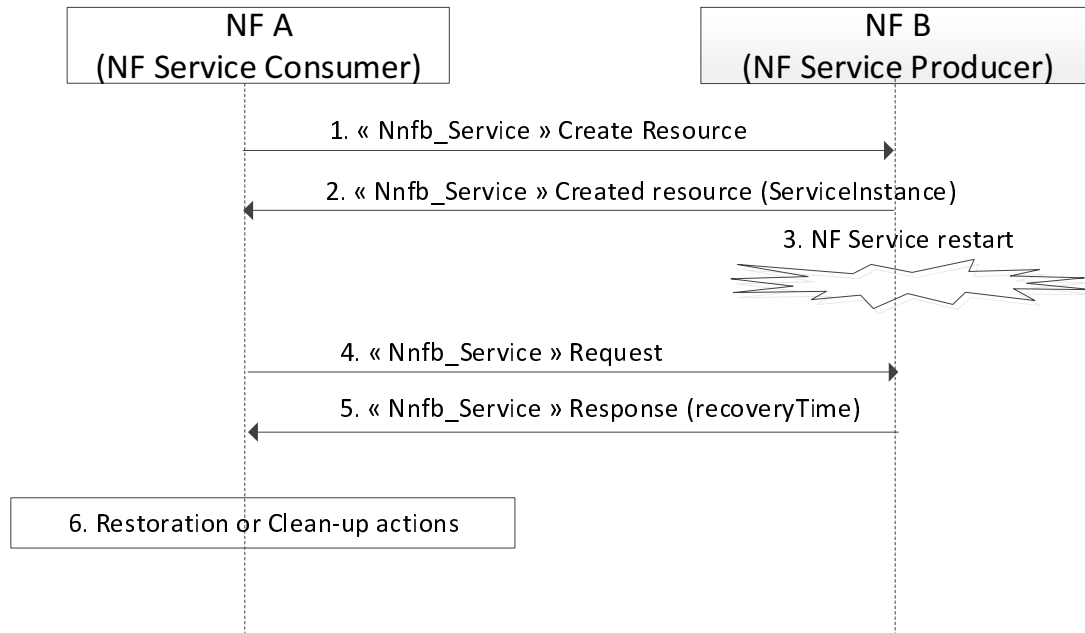 NF A
(NF Service Consumer)
NF B
(NF Service Producer)
1. « Nnfb_Service » Create Resource
2. « Nnfb_Service » Created resource (ServiceInstance)
3. NF Service restart
4. « Nnfb_Service » Request
5. « Nnfb_Service » Response (recoveryTime)
6. Restoration or Clean-up actions